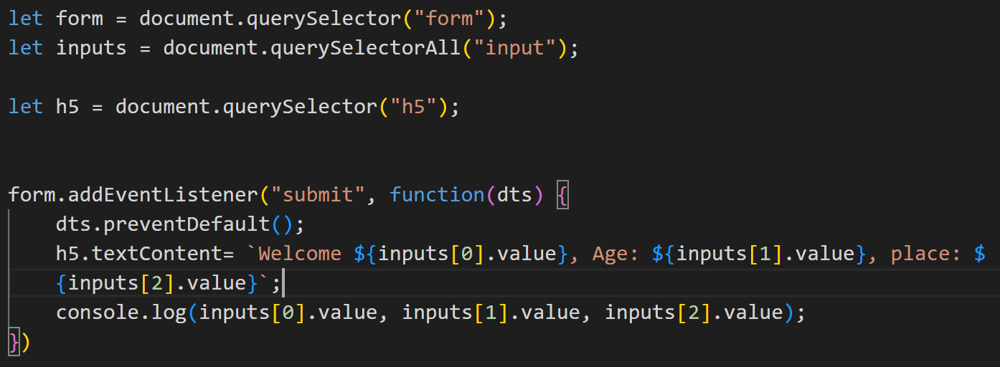 let form = document.querySelector("form");
let inputs = document.querySelectorAll("input");
let h5 = document.querySelector("h5");
form.addEventListener("submit", function(dts) {
    dts.preventDefault();
    h5.textContent= `Welcome ${inputs[0].value}, Age: ${inputs[1].value}, place: $
    {inputs[2].value}`;
    console.log(inputs[0].value, inputs[1].value, inputs[2].value);
})